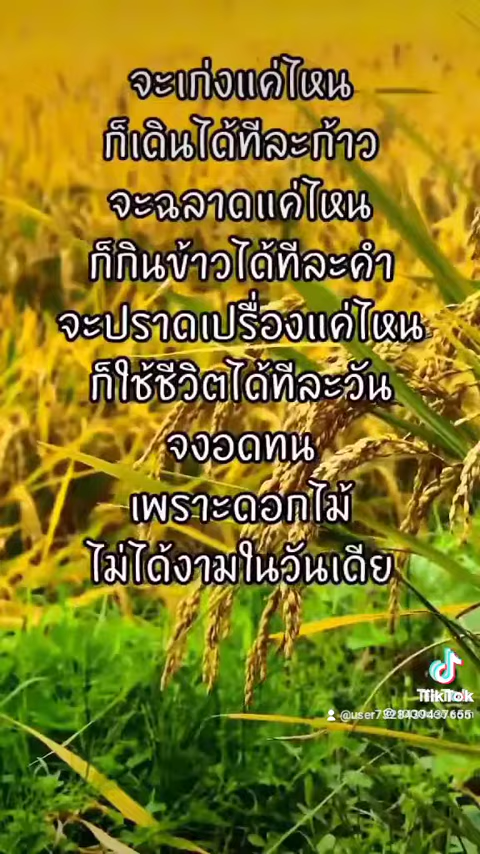 จะเก่งแค่ไหน
ก็เดินได้ทีละก้าว
จะฉลาดแค่ไหน
ก็กินข้าวได้ทีละคำ
จะปราดเปรื่องแค่ไหน
ก็ใช้ชีวิตได้ทีละวัน
จงอดทน
เพราะดอกไม้
ไม่ได้งามในวันเดีย
TikTok